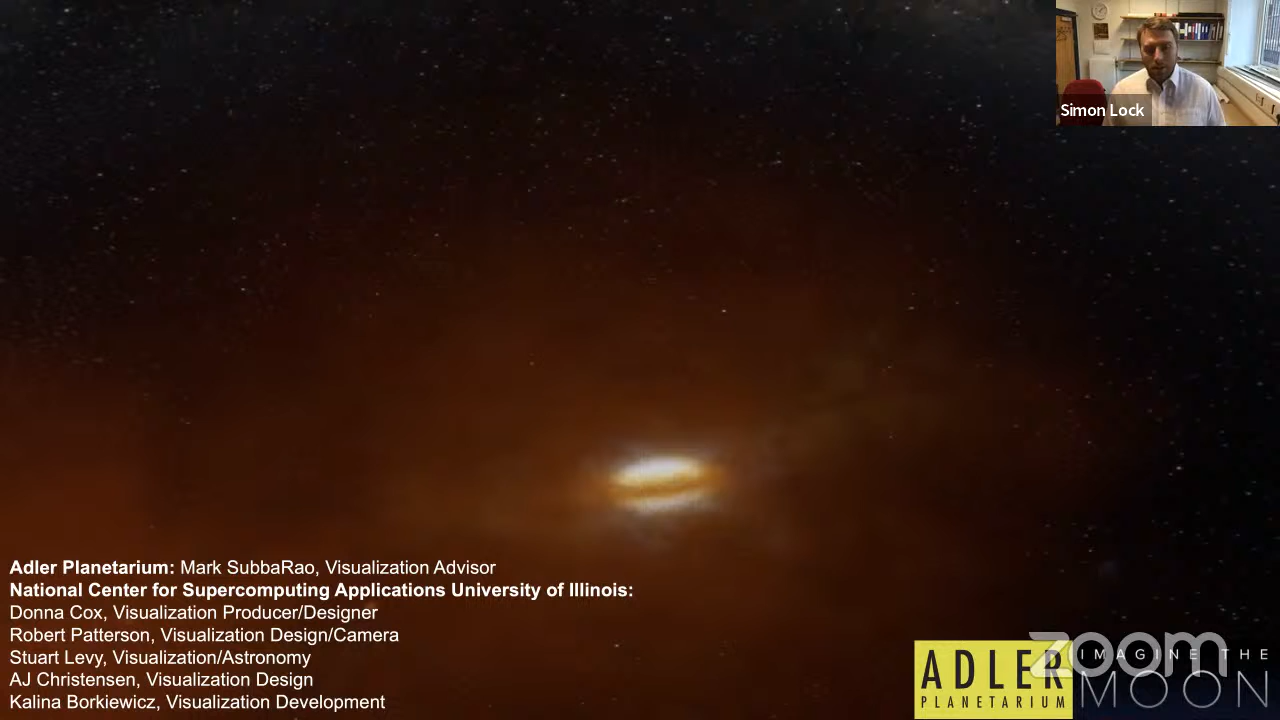 Simon Lock
Adler Planetarium: Mark SubbaRao, Visualization Advisor
National Center for Supercomputing Applications University of Illinois:
Donna Cox, Visualization Producer/Designer
Robert Patterson, Visualization Design/Camera
Stuart Levy, Visualization/Astronomy
AJ Christensen, Visualization Design
Kalina Borkiewicz, Visualization Development
ADLER
PLANETARIUM
zoom
IMAGINE THE
MOON